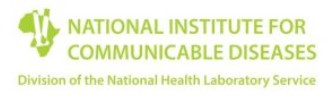 NATIONAL INSTITUTE FOR
COMMUNICABLE DISEASES
Division of the National Health Laboratory Service